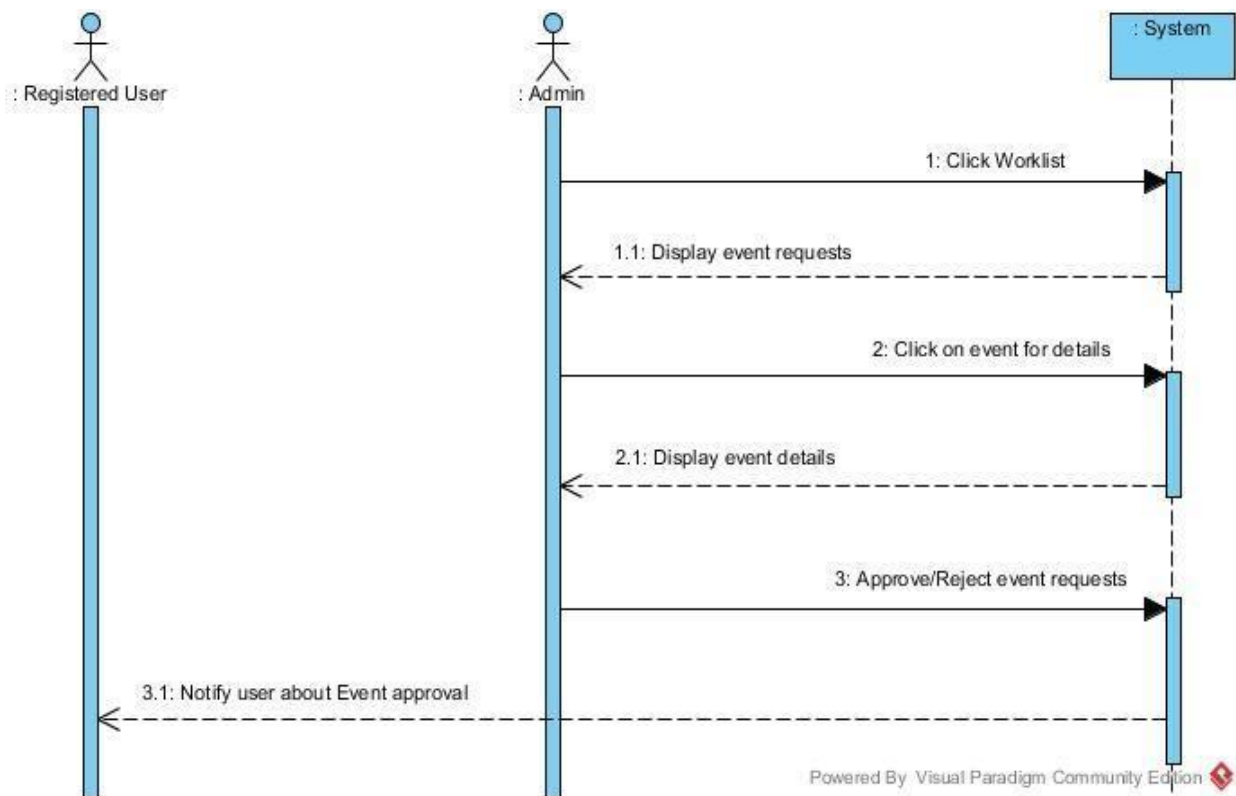 : Registered User
: Admin
: System
1: Click Worklist
1.1: Display event requests
2: Click on event for details
2.1: Display event details
3: Approve/Reject event requests
3.1: Notify user about Event approval
Powered By Visual Paradigm Community Edition